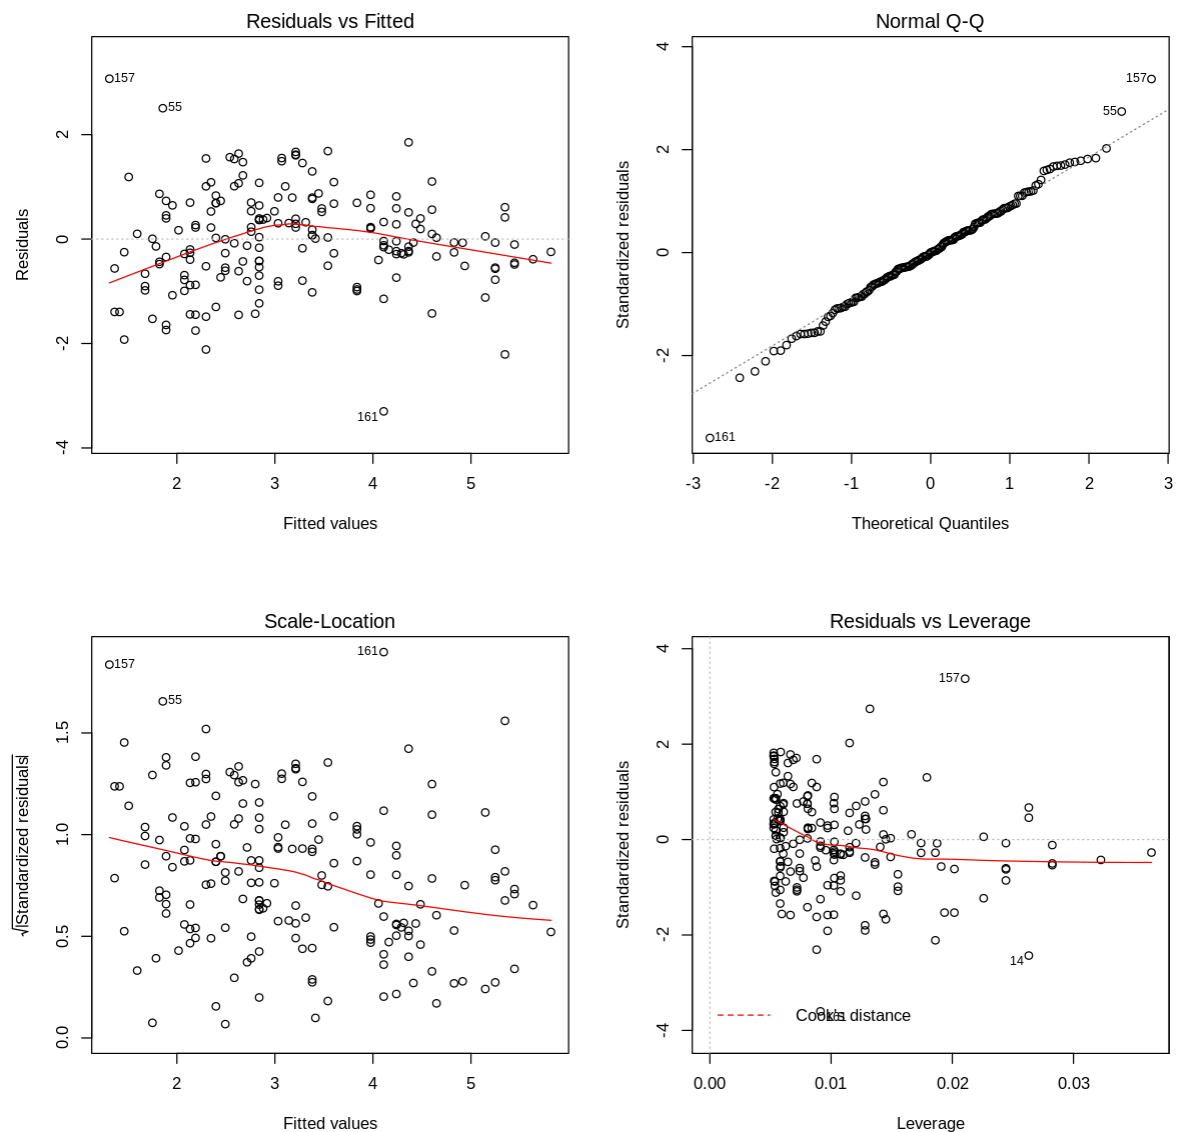 Residuals vs Fitted
157
55
161
Residuals
2
0
-2
-4
2 3 4 5
Fitted values
Normal Q-Q
157
55
161
Standardized residuals
4
2
0
-2
-3 -2 -1 0 1 2 3
Theoretical Quantiles
Scale-Location
161
157
55
√|Standardized residuals|
1.5
1.0
0.5
0.0
2 3 4 5
Fitted values
Residuals vs Leverage
157
14
161
Cook's distance
Standardized residuals
4
2
0
-2
-4
0.00 0.01 0.02 0.03
Leverage